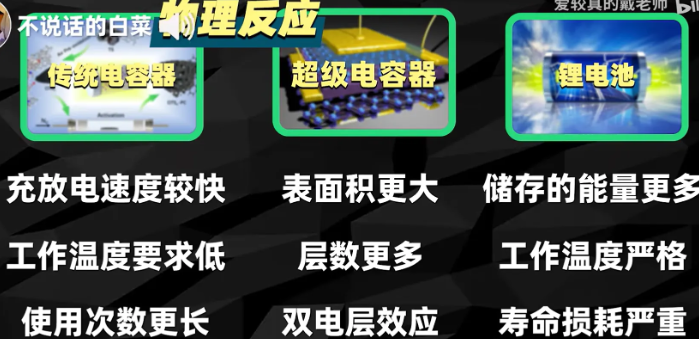 不说话的白菜
物理反应
爱较真的戴老师
传统电容器
超级电容器
锂电池
充放电速度较快
表面积更大
储存的能量更多
工作温度要求低
层数更多
工作温度严格
使用次数更长
双电层效应
寿命损耗严重